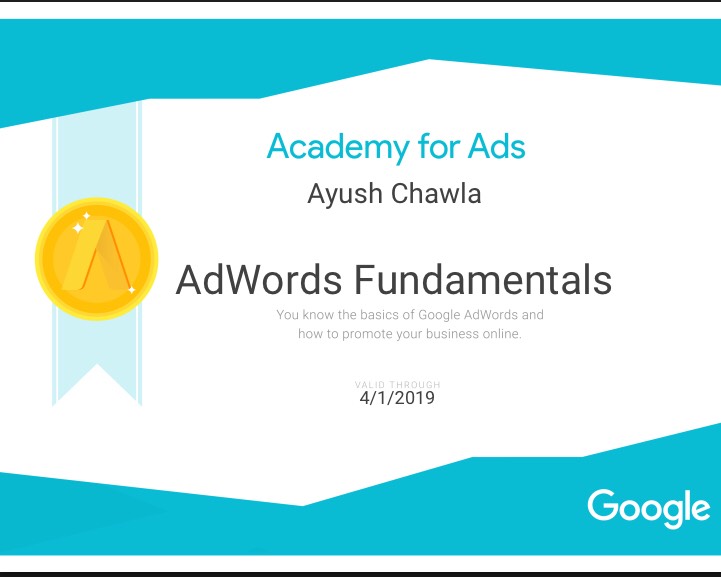 Academy for Ads
Ayush Chawla
AdWords Fundamentals
You know the basics of Google AdWords and
how to promote your business online.
VALID THROUGH
4/1/2019
Google